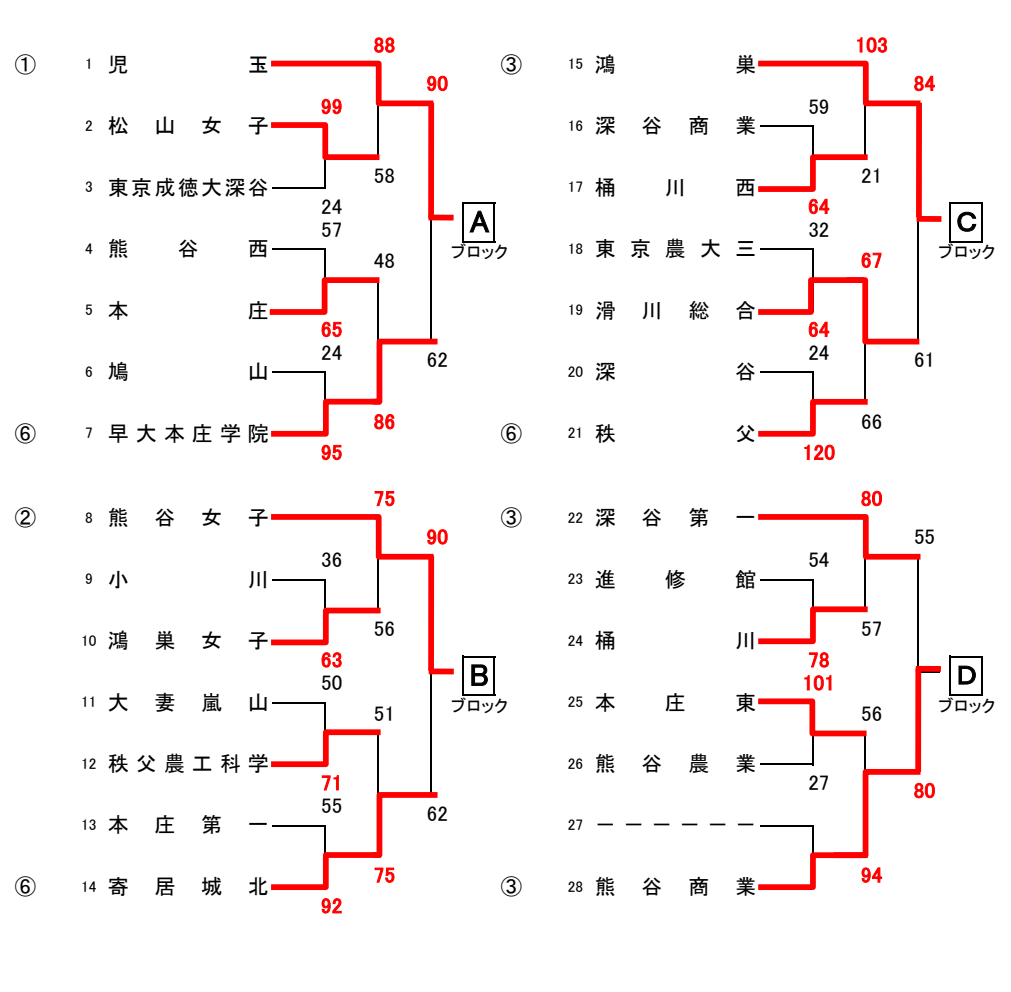 88
① 1 児玉
90
99
2 松山女子
58
3 東京成徳大深谷
24
A
ブロック
57
4 熊谷西
48
5 本庄
65
24
62
6 鳩山
86
⑥ 7 早大本庄学院
95
75
② 8 熊谷女子
90
36
9 小川
56
10 鴻巣女子
63
B
ブロック
50
11 大妻嵐山
51
12 秩父農工科学
71
55
62
13 本庄第一
75
⑥ 14 寄居城北
92
103
③ 15 鴻巣
84
59
16 深谷商業
21
17 桶川西
64
C
ブロック
32
18 東京農大三
67
19 滑川総合
64
24
61
20 深谷
66
⑥ 21 秩父
120
80
③ 22 深谷第一
55
54
23 進修館
57
24 桶川
78
D
ブロック
101
25 本庄東
56
26 熊谷農業
27
80
27 ーーーーーー
94
③ 28 熊谷商業